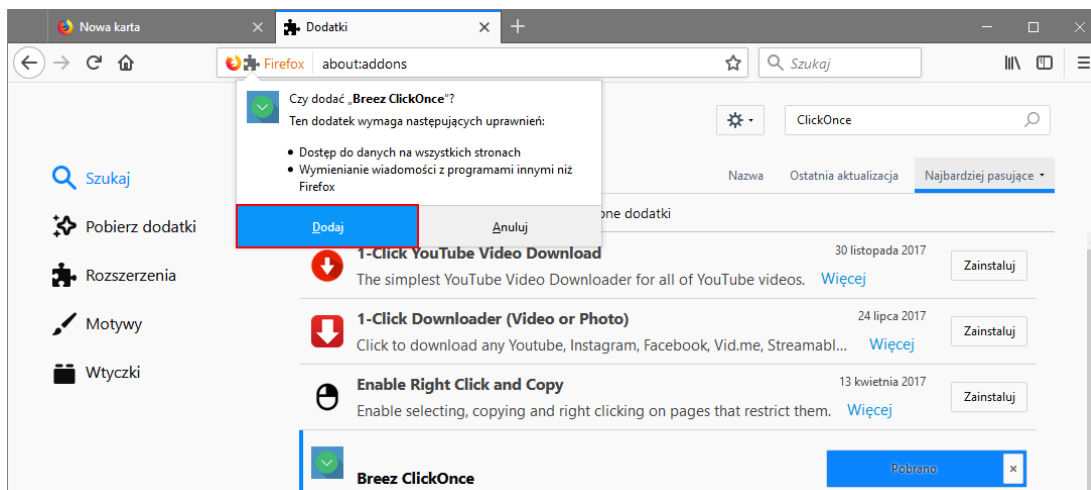 Nowa karta
Dodatki
Firefox
about:addons
Szukaj
Czy dodać „Breez ClickOnce”?
Ten dodatek wymaga następujących uprawnień:
Dostęp do danych na wszystkich stronach
Wymienianie wiadomości z programami innymi niż
Firefox
Dodaj
Anuluj
ClickOnce
Szukaj
Pobierz dodatki
Rozszerzenia
Motywy
Wtyczki
Nazwa
Ostatnia aktualizacja
Najbardziej pasujące
dodatki
1-Click YouTube Video Download
30 listopada 2017
The simplest YouTube Video Downloader for all of YouTube videos. Więcej
Zainstaluj
1-Click Downloader (Video or Photo)
24 lipca 2017
Click to download any Youtube, Instagram, Facebook, Vid.me, Streamabl... Więcej
Zainstaluj
Enable Right Click and Copy
13 kwietnia 2017
Enable selecting, copying and right clicking on pages that restrict them. Więcej
Zainstaluj
Breez ClickOnce
Pobrano